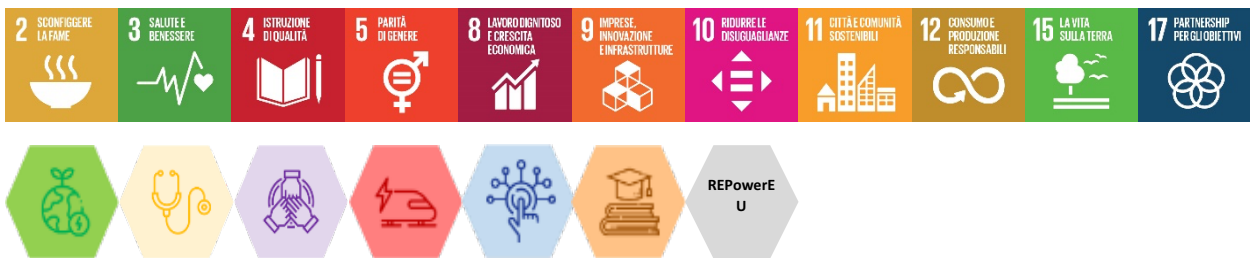 2 SCONFIGGERE
LA FAME
3 SALUTE E
BENESSERE
4 ISTRUZIONE
DI QUALITÀ
5 PARITÀ
DI GENERE
8 LAVORO DIGNITOSO
E CRESCITA
ECONOMICA
9 IMPRESE,
INNOVAZIONE
E INFRASTRUTTURE
10 RIDURRE LE
DISUGUAGLIANZE
11 CITTÀ E COMUNITÀ
SOSTENIBILI
12 CONSUMO E
PRODUZIONE
RESPONSABILI
15 LA VITA
SULLA TERRA
17 PARTNERSHIP
PER GLI OBIETTIVI
REPowerE
U